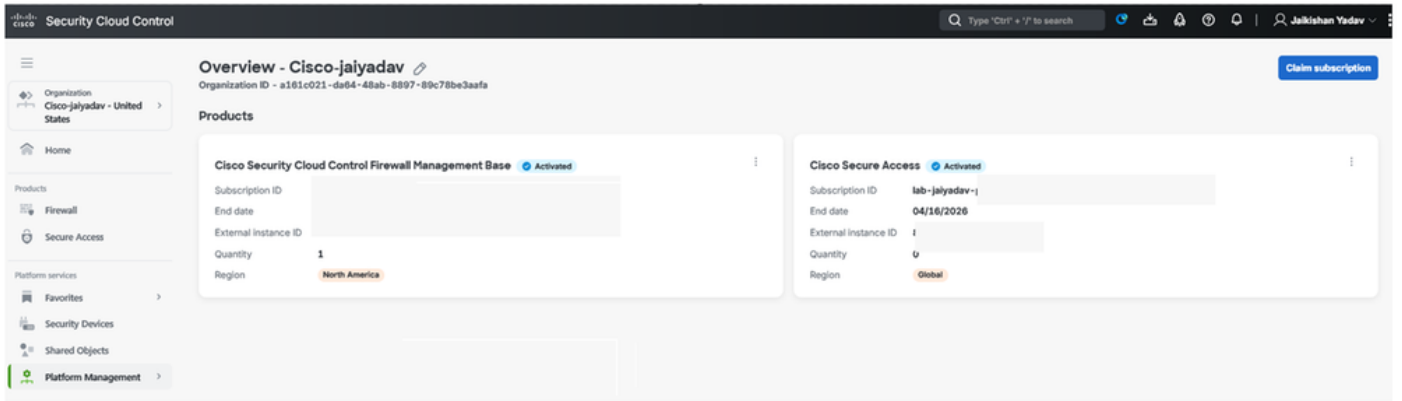 CISCO Security Cloud Control
Type 'Ctrl' + '/' to search
Jaikishan Yadav
Organization
Cisco-jaiyadav - United
States
Home
Products
Firewall
Secure Access
Platform services
Favorites
Security Devices
Shared Objects
Platform Management
Overview - Cisco-jaiyadav
Organization ID - a161c021-da64-48ab-8897-89c78be3aafa
Claim subscription
Products
Cisco Security Cloud Control Firewall Management Base Activated
Subscription ID
End date
External instance ID
Quantity 1
Region North America
Cisco Secure Access Activated
Subscription ID lab-jaiyadav-
End date 04/16/2026
External instance ID
Quantity
Region Global